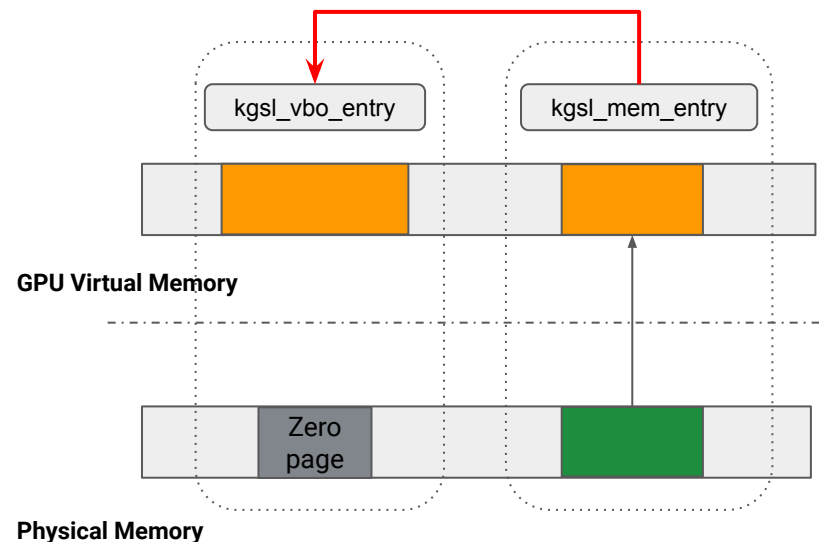 kgsl_vbo_entry
kgsl_mem_entry
GPU Virtual Memory
Zero
page
Physical Memory